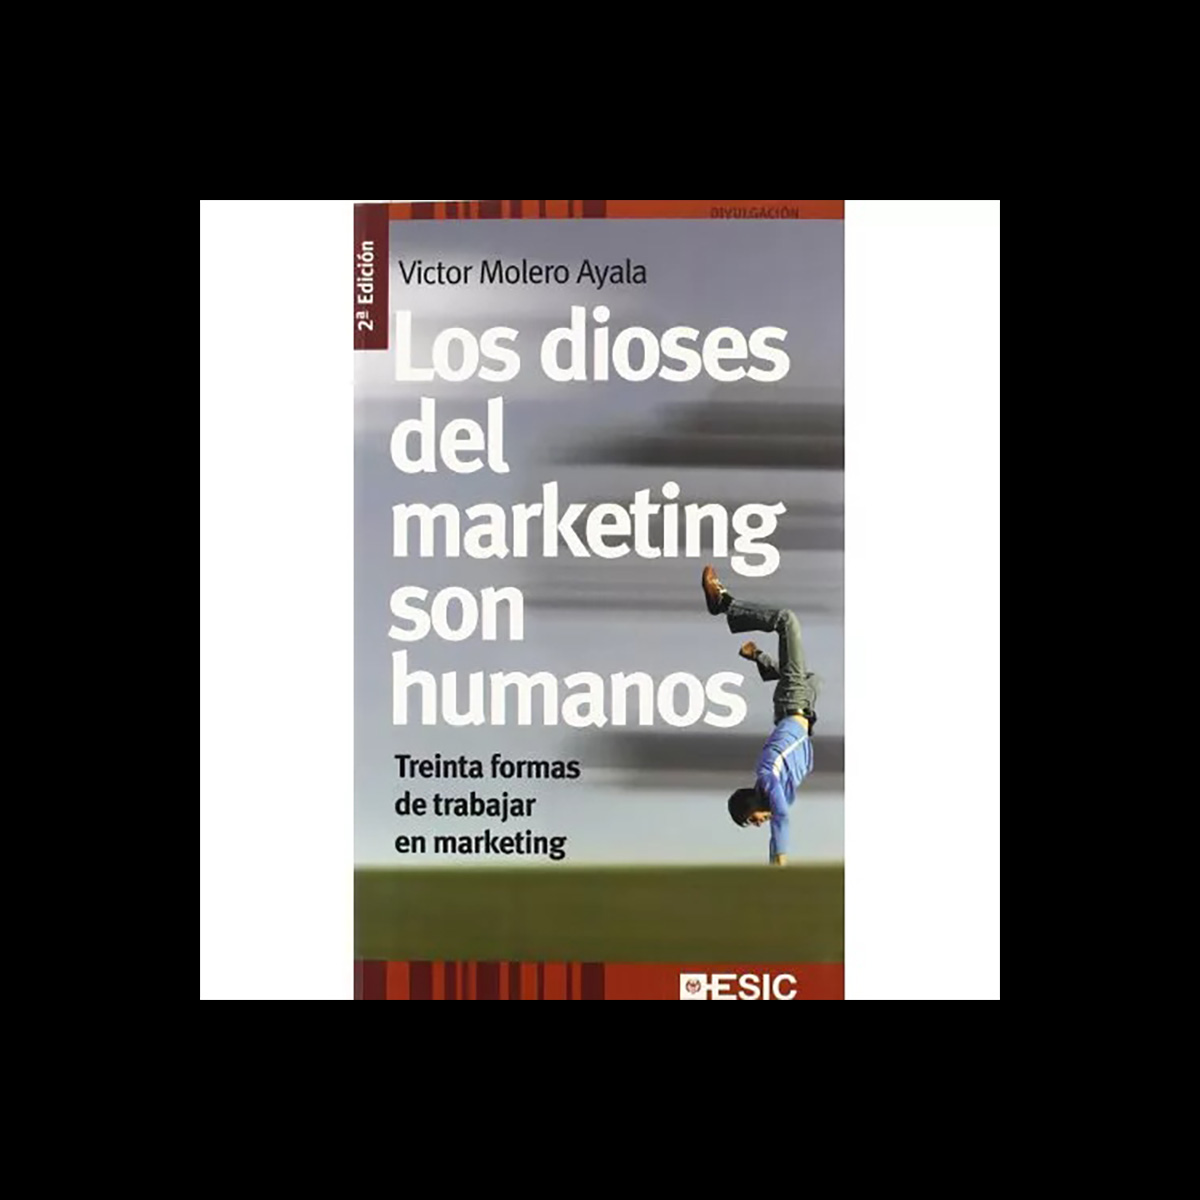 DIVULGACIÓN
2ª Edición
Victor Molero Ayala
Los dioses
del
marketing
son
humanos
Treinta formas
de trabajar
en marketing
ESIC